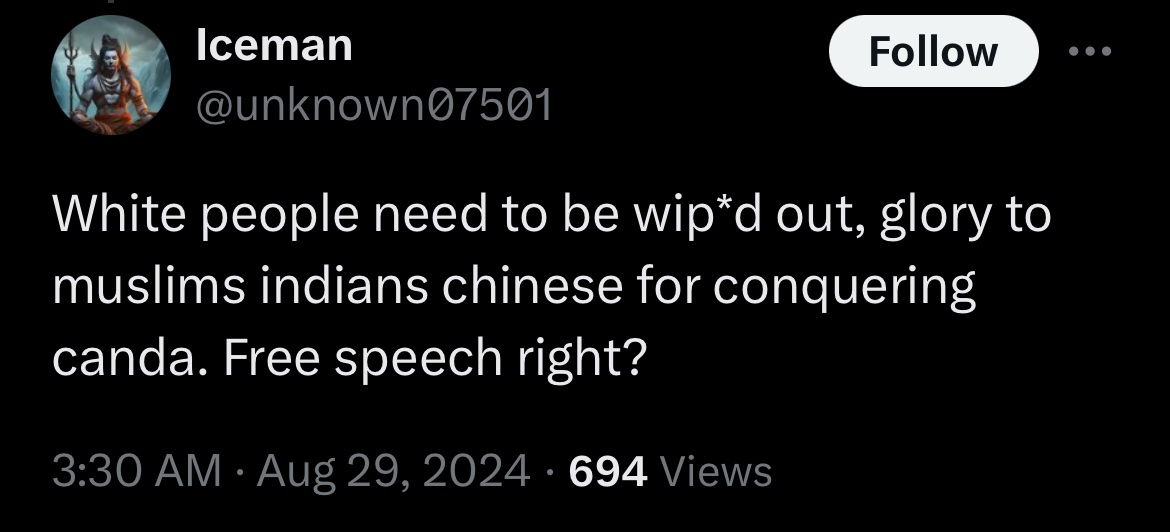 Iceman
Follow
@unknown07501
White people need to be wip*d out, glory to
muslims indians chinese for conquering
canda. Free speech right?
3:30 AM · Aug 29, 2024 · 694 Views